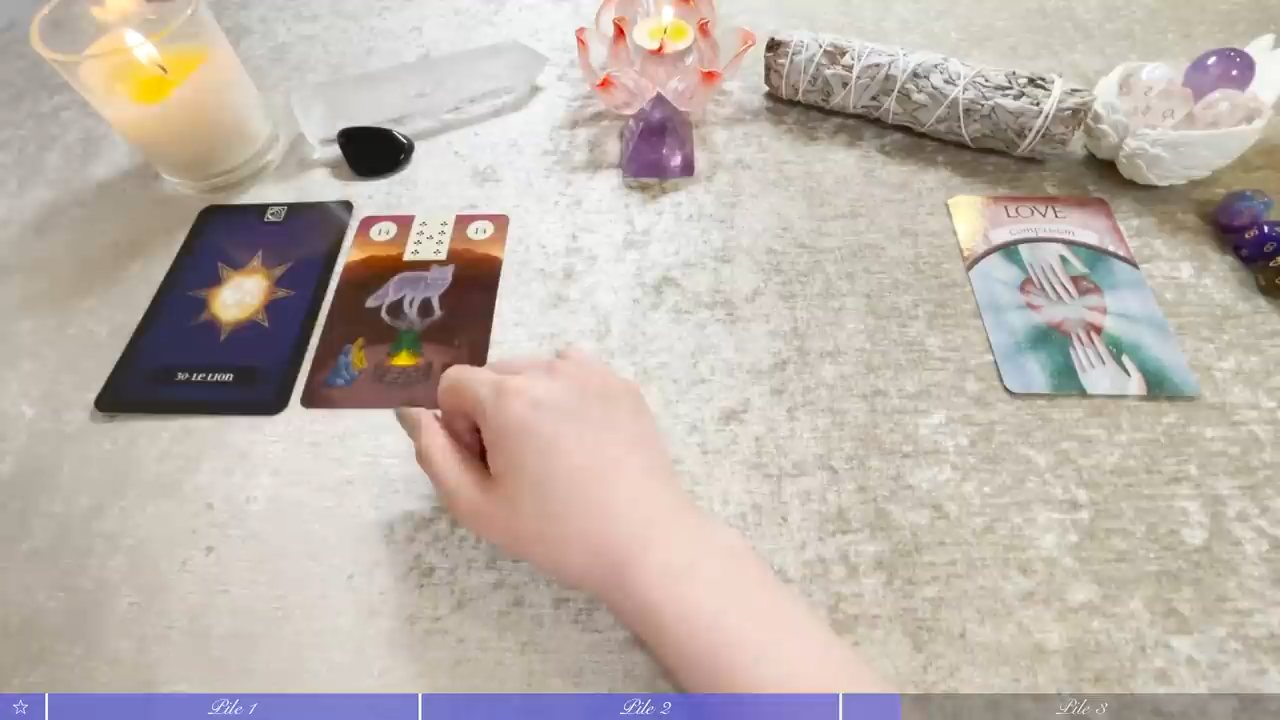 14
14
30-LE LION
LOVE
Compassion
☆
Pile 1
Pile 2
Pile 3